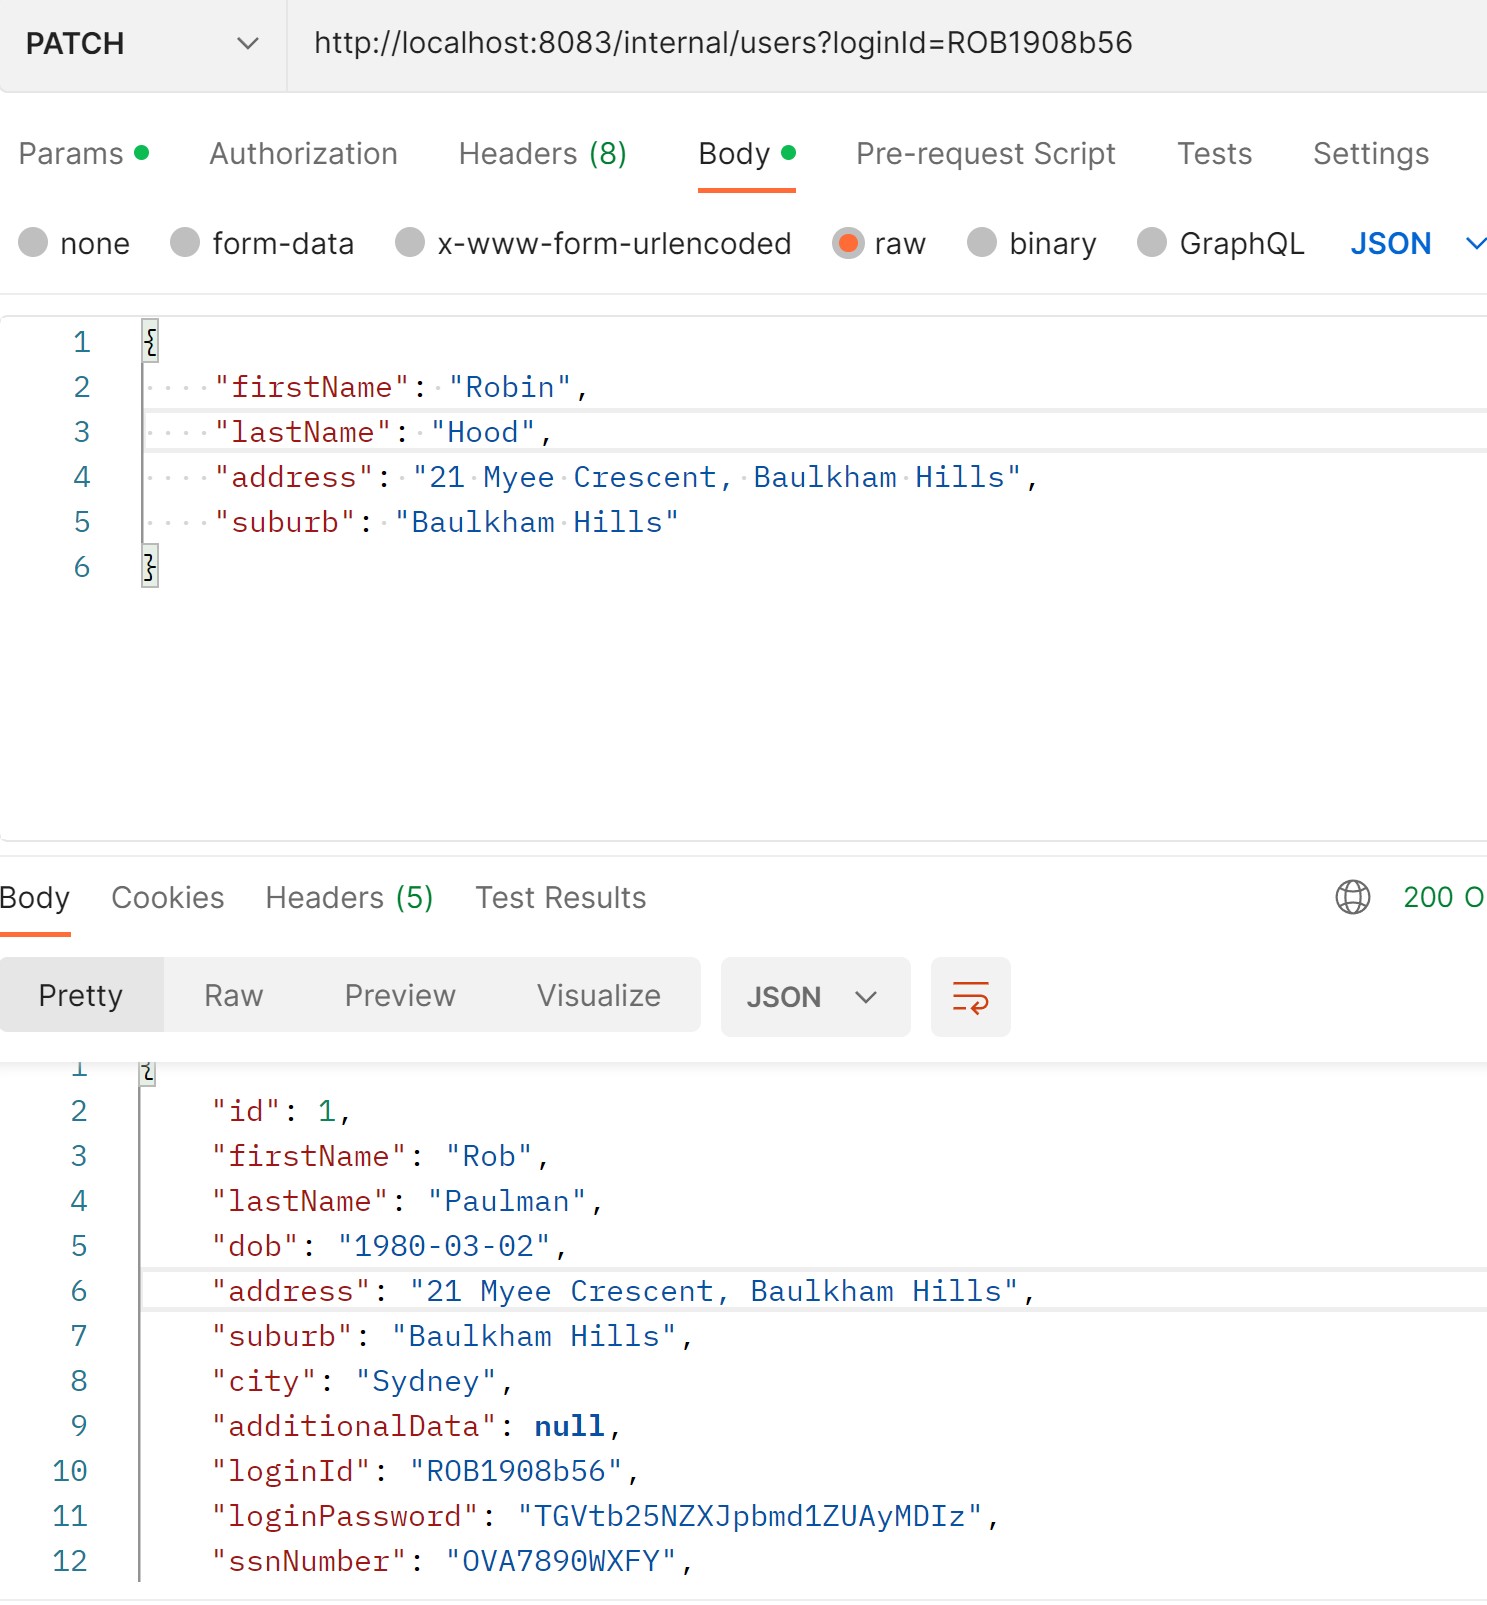 PATCH http://localhost:8083/internal/users?loginId=ROB1908b56
Params Authorization Headers (8) Body Pre-request Script Tests Settings
none form-data x-www-form-urlencoded raw binary GraphQL JSON
1 {
2 "firstName": "Robin",
3 "lastName": "Hood",
4 "address": "21 Myee Crescent, Baulkham Hills",
5 "suburb": "Baulkham Hills"
6 }
Body Cookies Headers (5) Test Results 200 O
Pretty Raw Preview Visualize JSON
1 {
2 "id": 1,
3 "firstName": "Rob",
4 "lastName": "Paulman",
5 "dob": "1980-03-02",
6 "address": "21 Myee Crescent, Baulkham Hills",
7 "suburb": "Baulkham Hills",
8 "city": "Sydney",
9 "additionalData": null,
10 "loginId": "ROB1908b56",
11 "loginPassword": "TGVtb25NZXJpbmd1ZUAyMDIz",
12 "ssnNumber": "OVA7890WXFY",